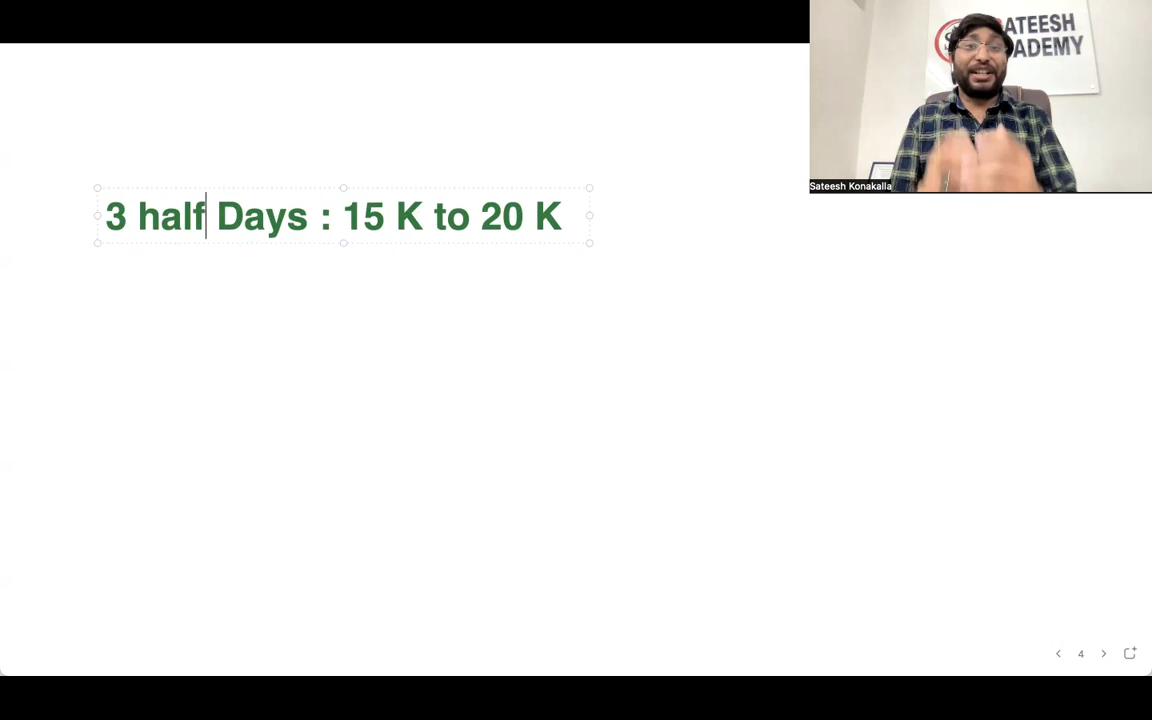 ATEESH
ADEMY
Sateesh Konakalla
3 half Days : 15 K to 20 K
4